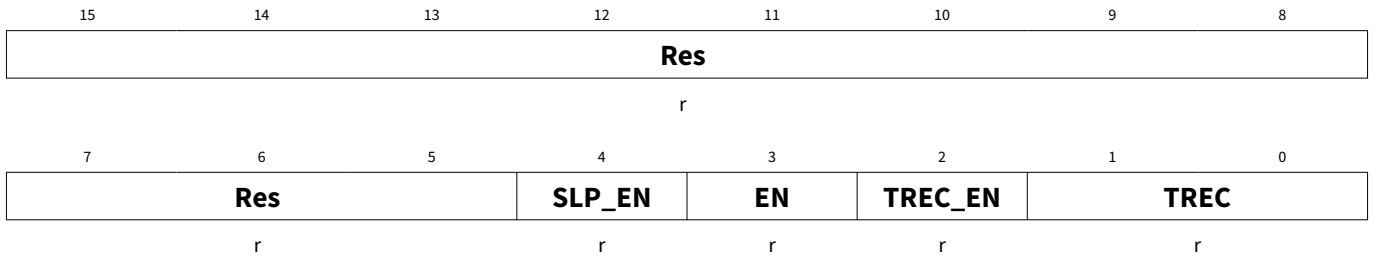 15 14 13 12 11 10 9 8
Res
r
7 6 5 4 3 2 1 0
Res SLP_EN EN TREC_EN TREC
r r r r r